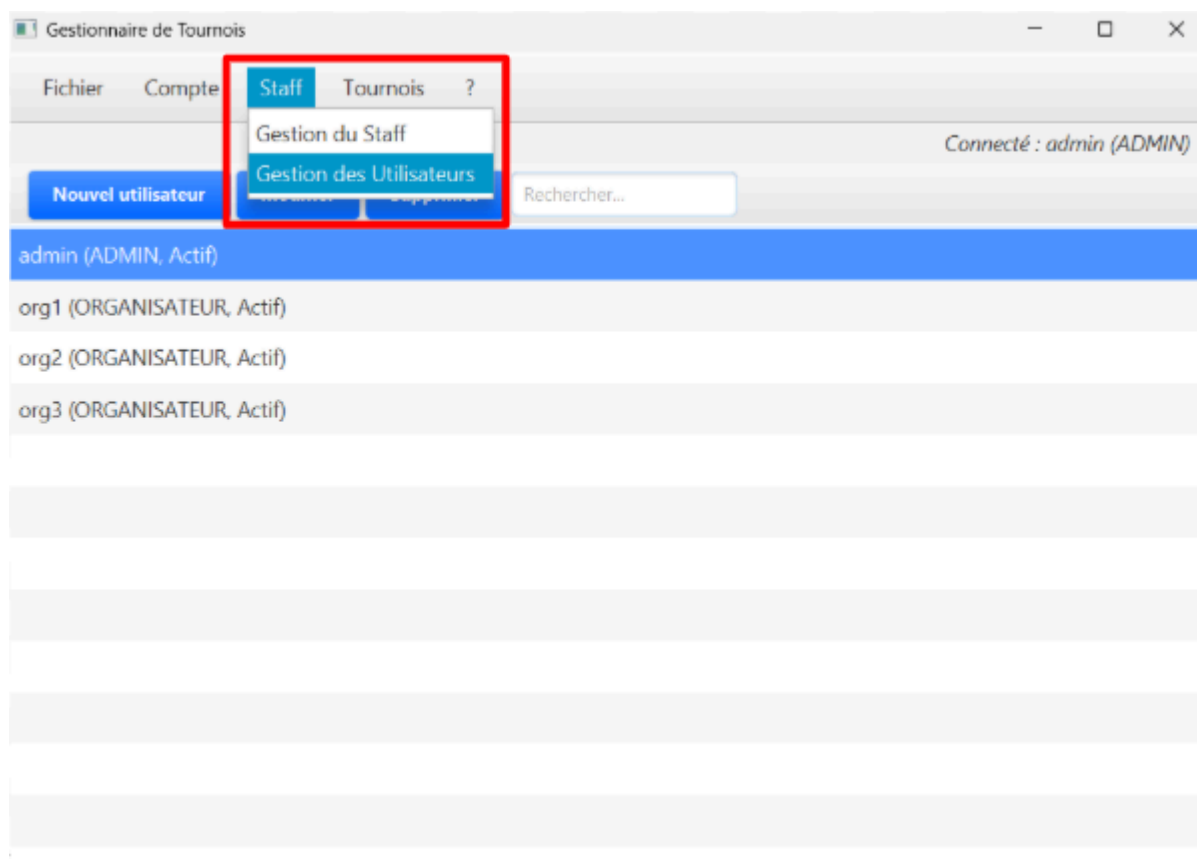 Gestionnaire de Tournois
Fichier Compte Staff Tournois ?
Gestion du Staff
Connecté : admin (ADMIN)
Gestion des Utilisateurs
Nouvel utilisateur Rechercher...
admin (ADMIN, Actif)
org1 (ORGANISATEUR, Actif)
org2 (ORGANISATEUR, Actif)
org3 (ORGANISATEUR, Actif)